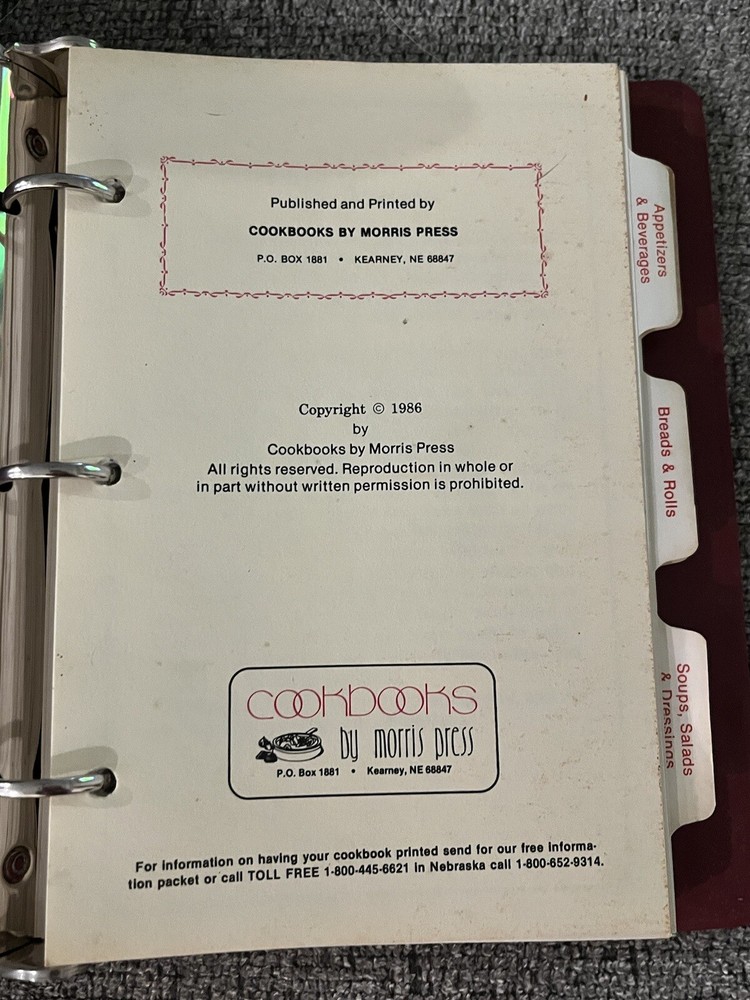 Published and Printed by
COOKBOOKS BY MORRIS PRESS
P.O. BOX 1881 • KEARNEY, NE 68847
Copyright © 1986
by
Cookbooks by Morris Press
All rights reserved. Reproduction in whole or
in part without written permission is prohibited.
COOKBOOKS
by morris press
P.O. Box 1881 • Kearney, NE 68847
For information on having your cookbook printed send for our free informa-
tion packet or call TOLL FREE 1-800-445-6621 in Nebraska call 1-800-652-9314.
Appetizers
& Beverages
Breads & Rolls
Soups, Salads
& Dressings